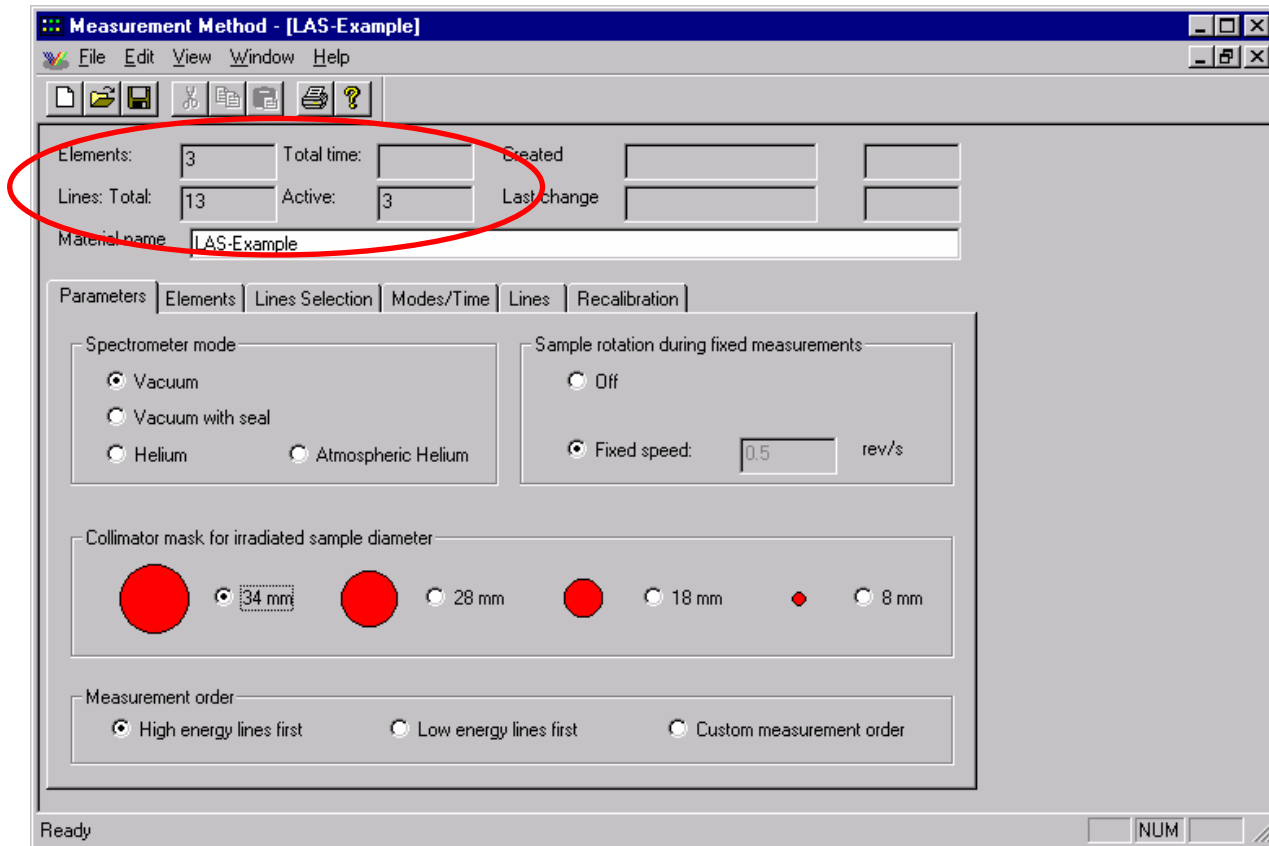 Measurement Method - [LAS-Example]
File Edit View Window Help
Elements: 3 Total time: Created
Lines: Total: 13 Active: 3 Last change
Material name LAS-Example
Parameters Elements Lines Selection Modes/Time Lines Recalibration
Spectrometer mode
Vacuum
Vacuum with seal
Helium Atmospheric Helium
Sample rotation during fixed measurements
Off
Fixed speed: 0.5 rev/s
Collimator mask for irradiated sample diameter
34 mm 28 mm 18 mm 8 mm
Measurement order
High energy lines first Low energy lines first Custom measurement order
Ready NUM